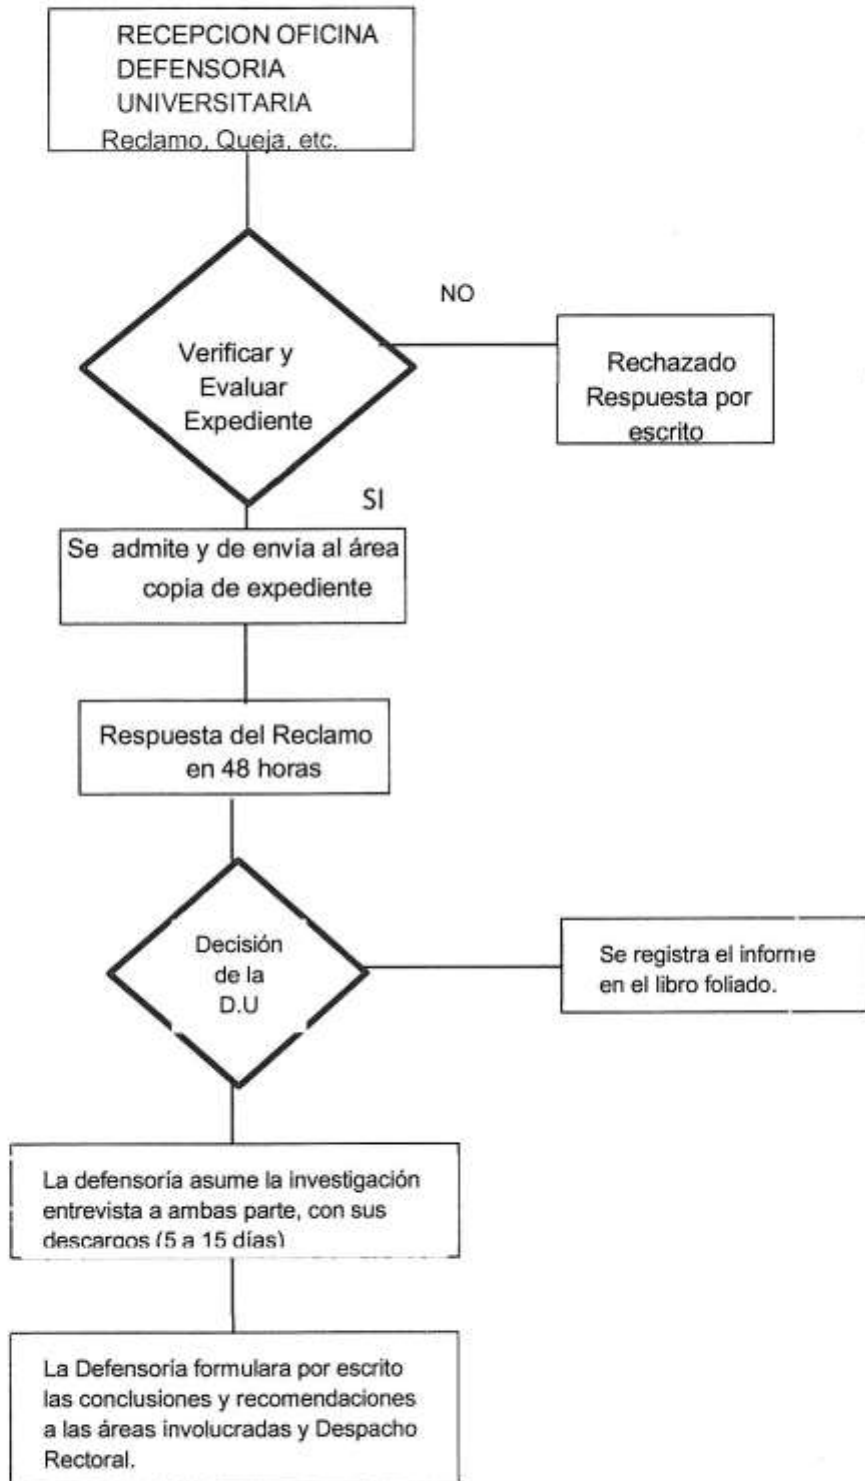 RECEPCION OFICINA
DEFENSORIA
UNIVERSITARIA
Reclamo, Queja, etc.
Verificar y
Evaluar
Expediente
NO
Rechazado
Respuesta por
escrito
SI
Se admite y de envía al área
copia de expediente
Respuesta del Reclamo
en 48 horas
Decisión
de la
D.U
Se registra el informe
en el libro foliado.
La defensoría asume la investigación
entrevista a ambas parte, con sus
descargos (5 a 15 días)
La Defensoría formulara por escrito
las conclusiones y recomendaciones
a las áreas involucradas y Despacho
Rectoral.